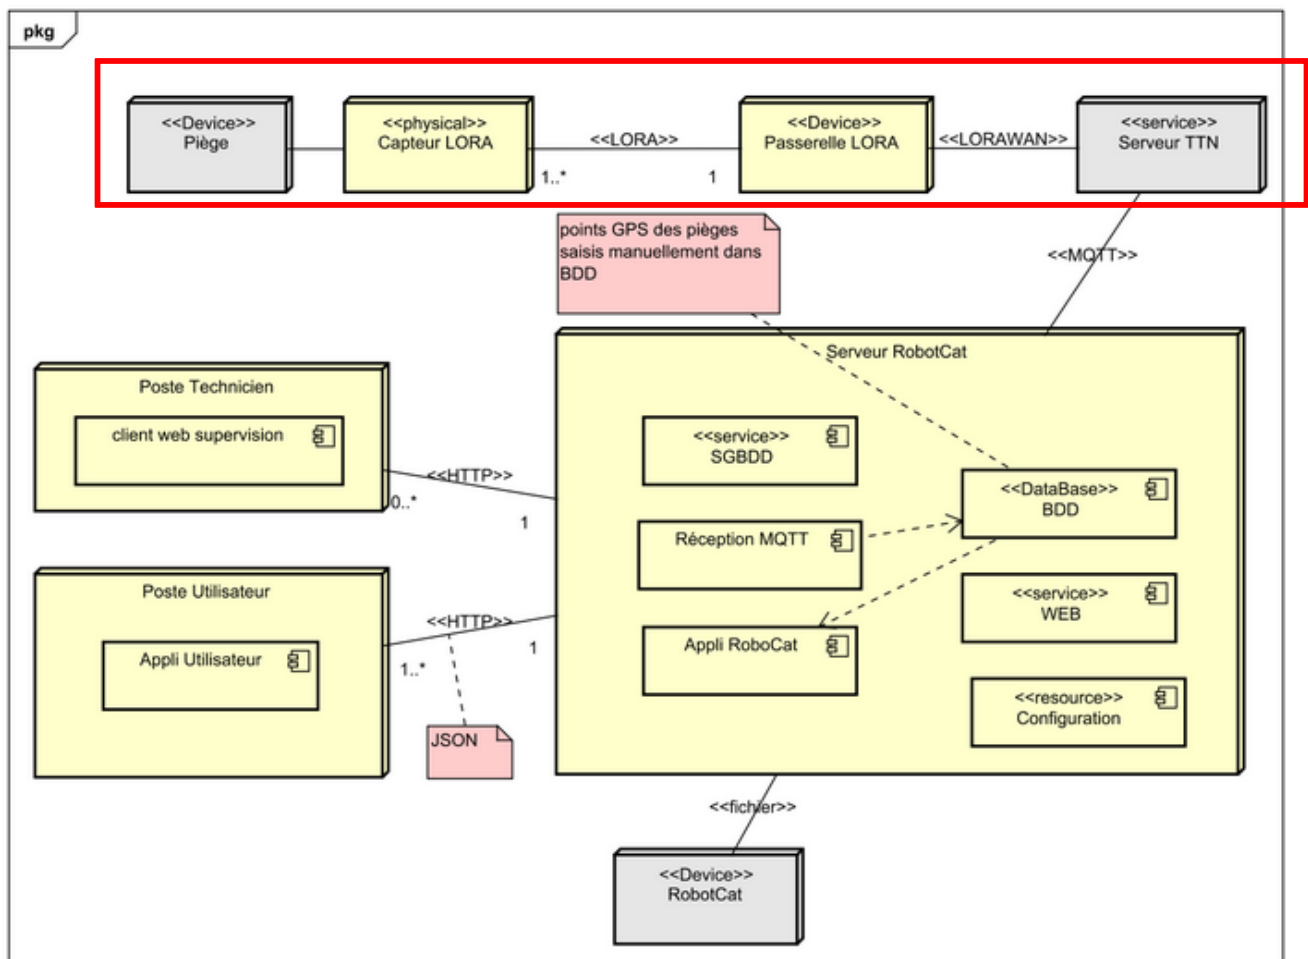 pkg
<<Device>>
Piège
<<physical>>
Capteur LORA
<<LORA>>
1..*
1
<<Device>>
Passerelle LORA
<<LORAWAN>>
<<service>>
Serveur TTN
<<MQTT>>
points GPS des pièges
saisis manuellement dans
BDD
Serveur RobotCat
Poste Technicien
client web supervision
<<HTTP>>
0..*
1
<<service>>
SGBDD
<<DataBase>>
BDD
Réception MQTT
Poste Utilisateur
Appli Utilisateur
<<HTTP>>
1..*
1
JSON
<<service>>
WEB
Appli RoboCat
<<resource>>
Configuration
<<fichier>>
<<Device>>
RobotCat